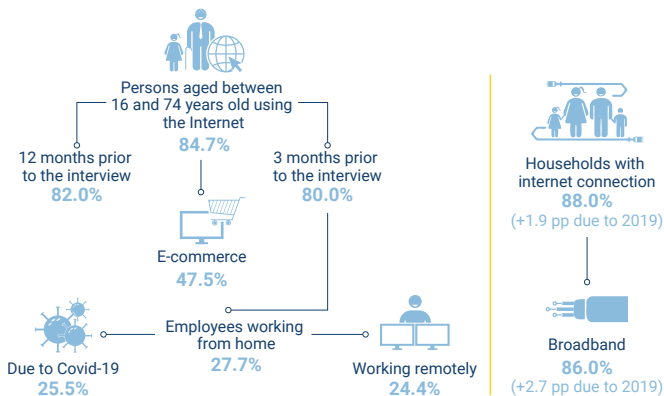 Persons aged between
16 and 74 years old using
the Internet
84.7%
12 months prior
to the interview
82.0%
3 months prior
to the interview
80.0%
E-commerce
47.5%
Employees working
from home
27.7%
Due to Covid-19
25.5%
Working remotely
24.4%
Households with
internet connection
88.0%
(+1.9 pp due to 2019)
Broadband
86.0%
(+2.7 pp due to 2019)